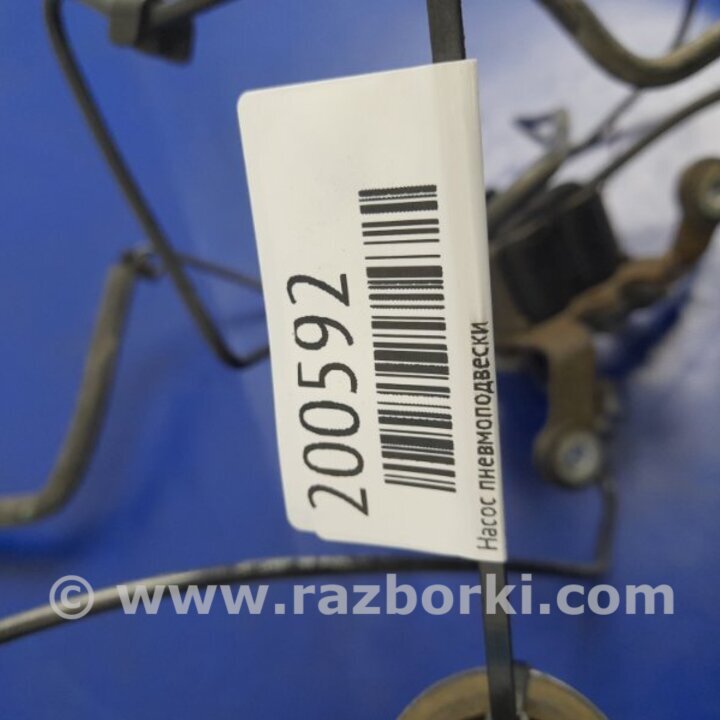 200592
Насос пневмоподвески
© www.razborki.com